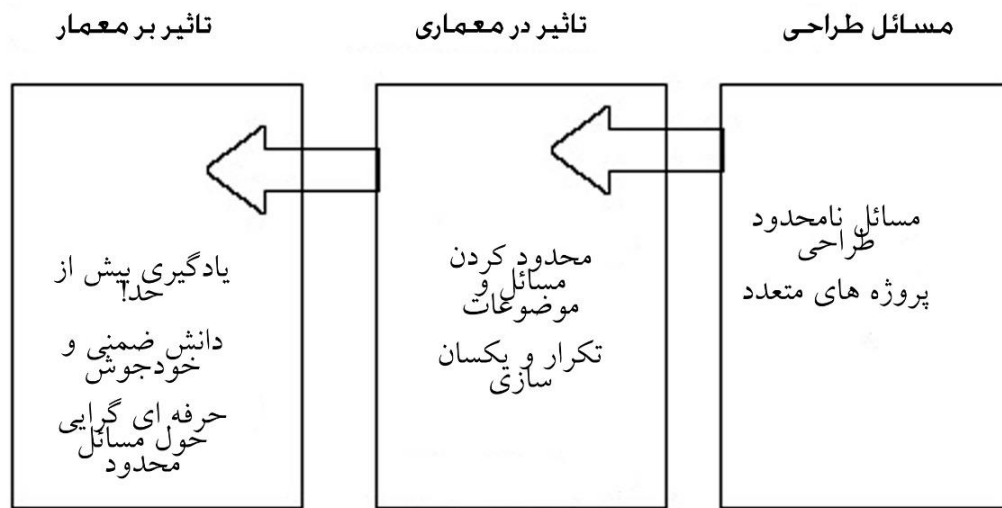 مسائل طراحی
تاثیر در معماری
تاثیر بر معمار
مسائل نامحدود
طراحی
پروژه های متعدد
محدود کردن
مسائل و
موضوعات
تکرار و یکسان
سازی
یادگیری بیش از
حد!
دانش ضمنی و
خودجوش
حرفه ای گرایی
حول مسائل
محدود